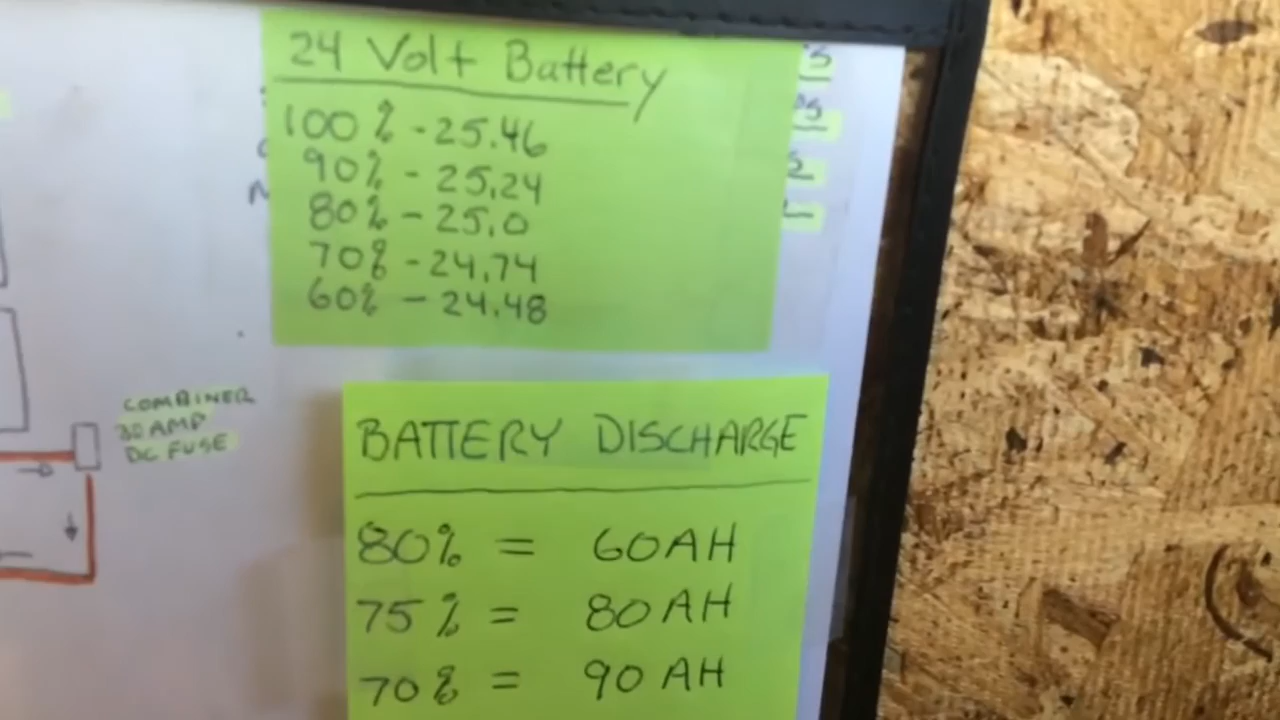 24 Volt Battery
100% - 25.46
90% - 25.24
80% - 25.0
70% - 24.74
60% - 24.48
COMBINER
30 AMP
DC FUSE
BATTERY DISCHARGE
80% = 60AH
75% = 80AH
70% = 90AH